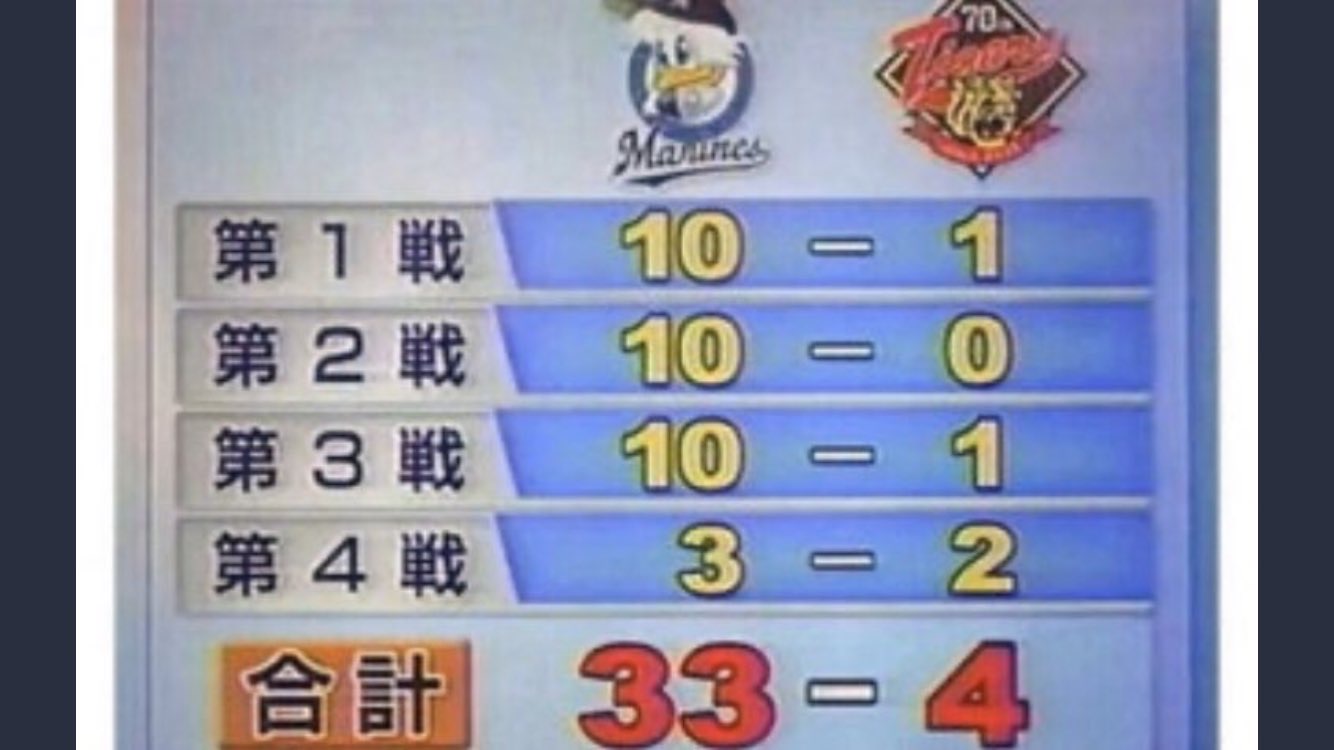 70th
Marines Tigers
第1戦 10 - 1
第2戦 10 - 0
第3戦 10 - 1
第4戦 3 - 2
合計 33 - 4